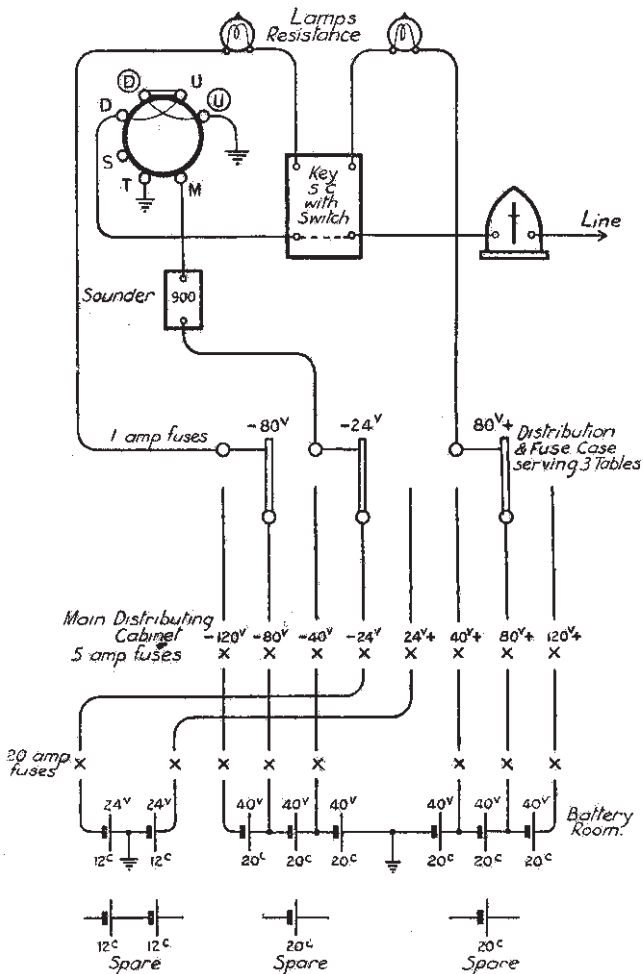 Lamps
Resistance
D U
D U
S
T M
Key
S C
with
Switch
Line
Sounder 900
1 amp fuses
-80V -24V 80V+
Distribution
& Fuse Case
serving 3 Tables
Main Distributing
Cabinet
5 amp fuses
-120V -80V -40V -24V 24V+ 40V+ 80V+ 120V+
20 amp
fuses
24V 24V 40V 40V 40V 40V 40V 40V
12C 12C 20C 20C 20C 20C 20C 20C
Battery
Room.
12C 12C 20C 20C
Spare Spare Spare